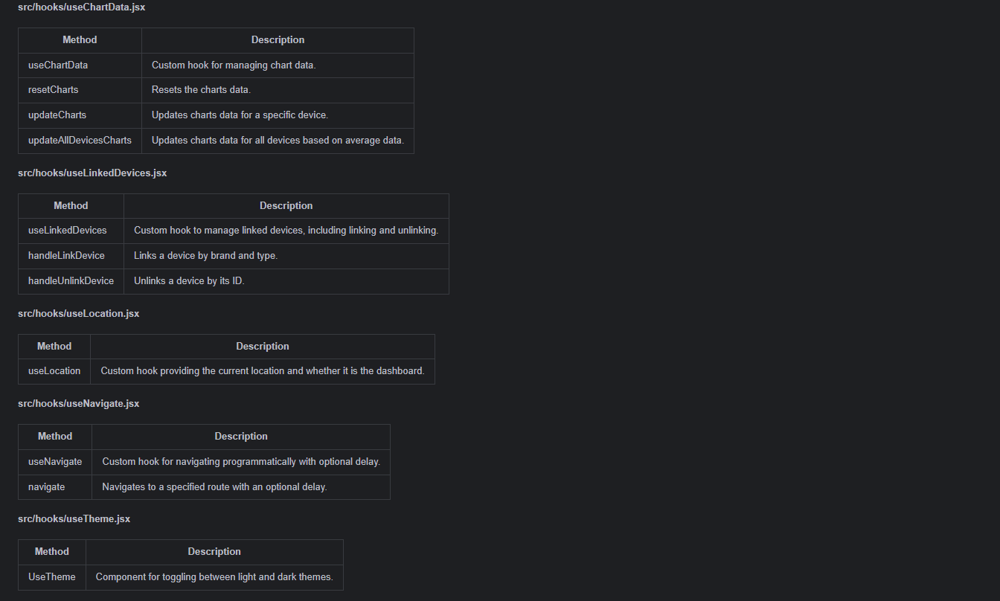 src/hooks/useChartData.jsx
Method Description
useChartData Custom hook for managing chart data.
resetCharts Resets the charts data.
updateCharts Updates charts data for a specific device.
updateAllDevicesCharts Updates charts data for all devices based on average data.
src/hooks/useLinkedDevices.jsx
Method Description
useLinkedDevices Custom hook to manage linked devices, including linking and unlinking.
handleLinkDevice Links a device by brand and type.
handleUnlinkDevice Unlinks a device by its ID.
src/hooks/useLocation.jsx
Method Description
useLocation Custom hook providing the current location and whether it is the dashboard.
src/hooks/useNavigate.jsx
Method Description
useNavigate Custom hook for navigating programmatically with optional delay.
navigate Navigates to a specified route with an optional delay.
src/hooks/useTheme.jsx
Method Description
UseTheme Component for toggling between light and dark themes.